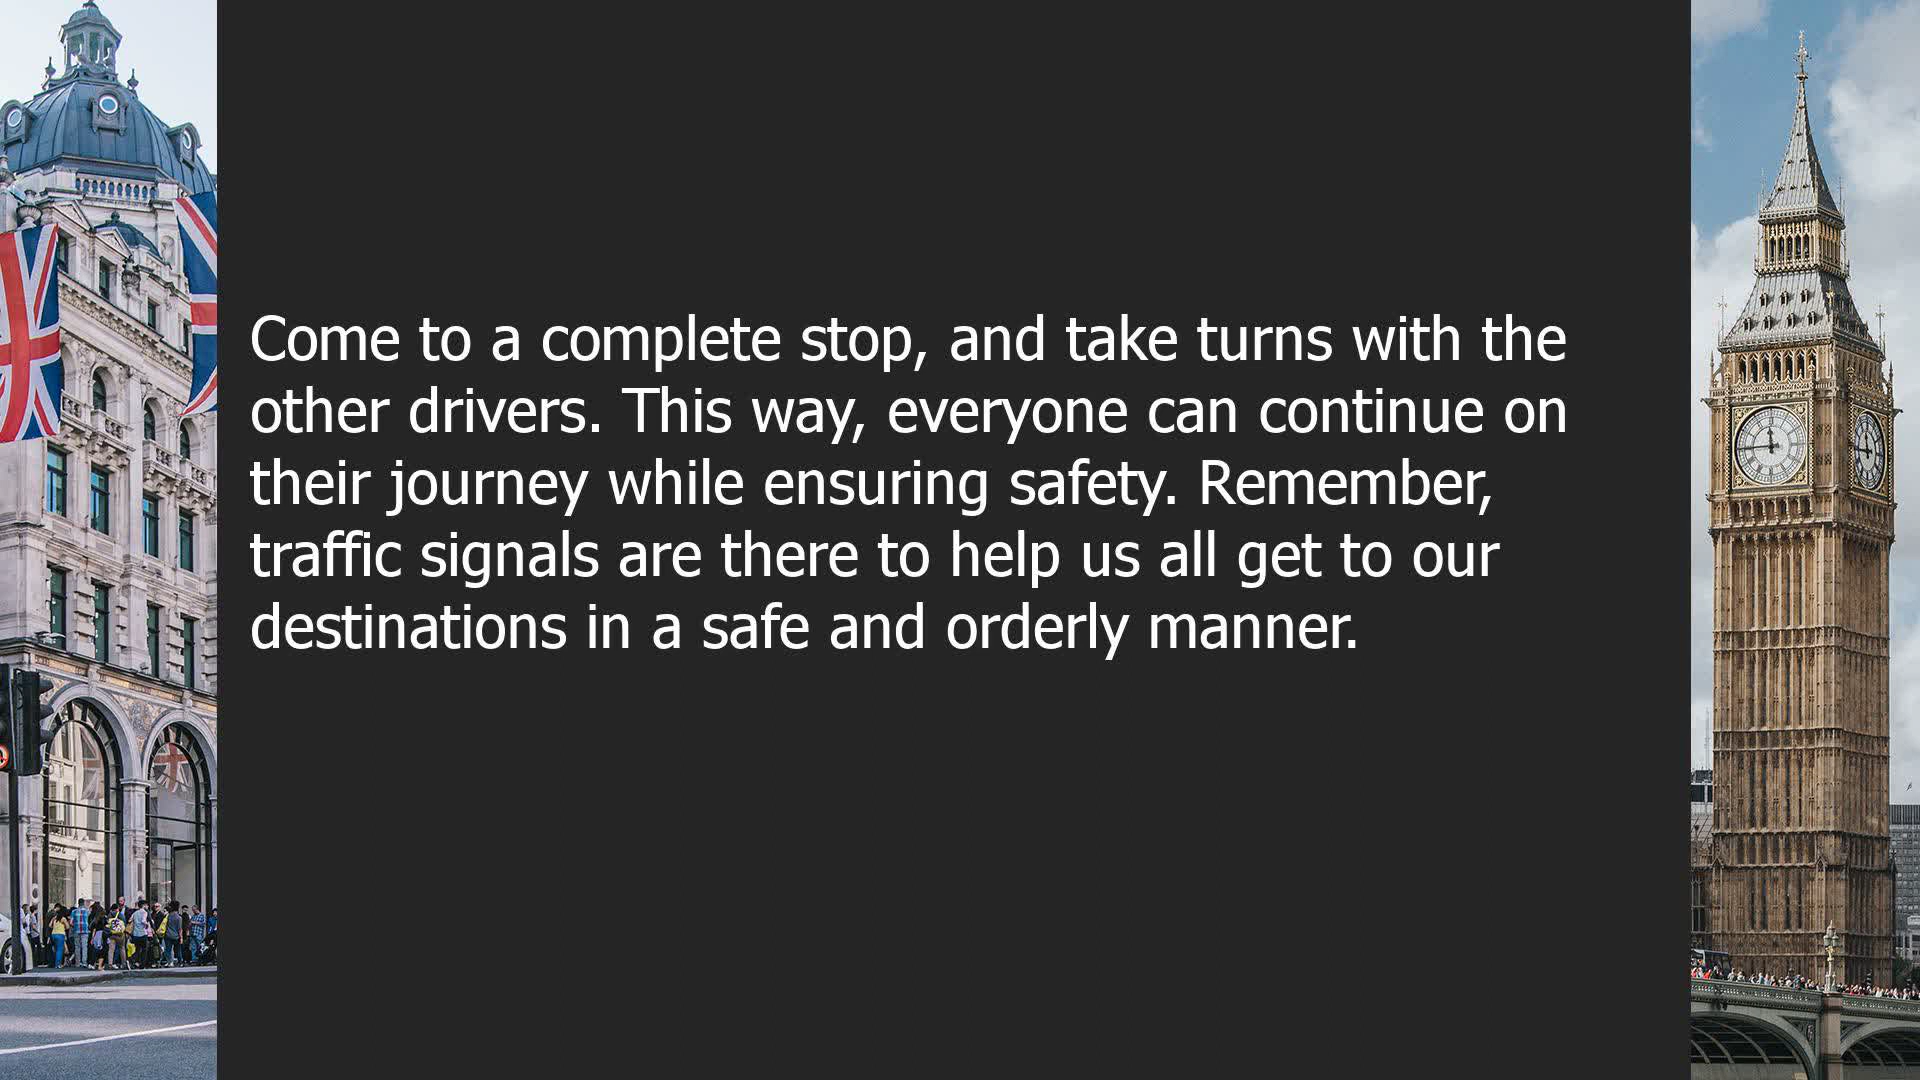 Come to a complete stop, and take turns with the
other drivers. This way, everyone can continue on
their journey while ensuring safety. Remember,
traffic signals are there to help us all get to our
destinations in a safe and orderly manner.